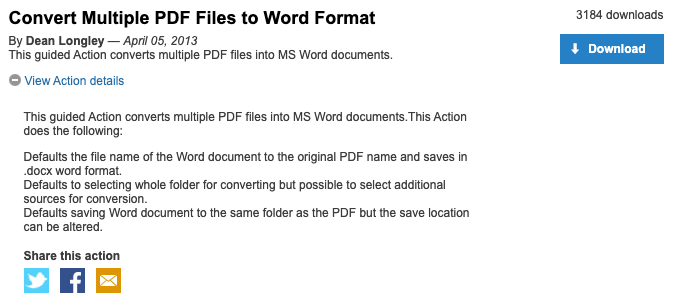 Convert Multiple PDF Files to Word Format
3184 downloads
By Dean Longley — April 05, 2013
This guided Action converts multiple PDF files into MS Word documents.
Download
View Action details
This guided Action converts multiple PDF files into MS Word documents.This Action
does the following:
Defaults the file name of the Word document to the original PDF name and saves in
.docx word format.
Defaults to selecting whole folder for converting but possible to select additional
sources for conversion.
Defaults saving Word document to the same folder as the PDF but the save location
can be altered.
Share this action